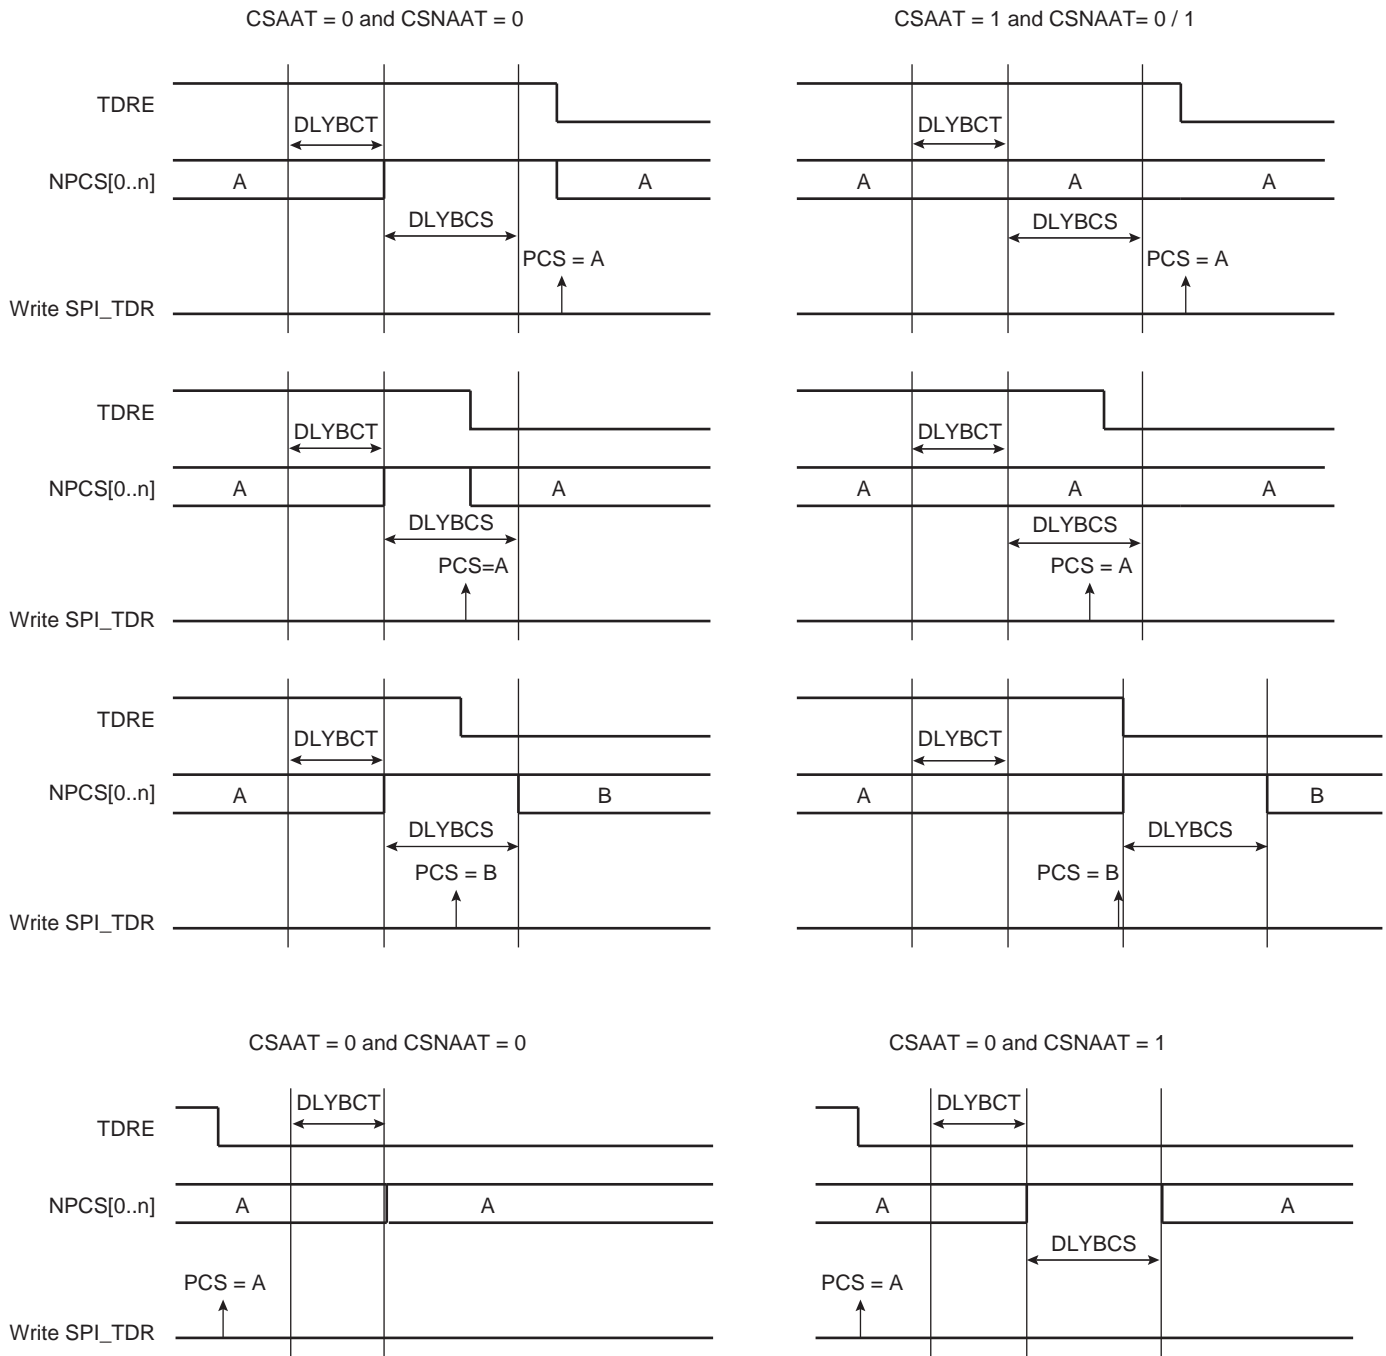 CSAAT = 0 and CSNAAT = 0
CSAAT = 1 and CSNAAT= 0 / 1
TDRE
DLYBCT
DLYBCT
NPCS[0..n]
A
A
A
A
A
DLYBCS
DLYBCS
PCS = A
PCS = A
Write SPI_TDR
TDRE
DLYBCT
DLYBCT
NPCS[0..n]
A
A
A
A
A
DLYBCS
DLYBCS
PCS=A
PCS = A
Write SPI_TDR
TDRE
DLYBCT
DLYBCT
NPCS[0..n]
A
B
A
B
DLYBCS
DLYBCS
PCS = B
PCS = B
Write SPI_TDR
CSAAT = 0 and CSNAAT = 0
CSAAT = 0 and CSNAAT = 1
DLYBCT
DLYBCT
TDRE
NPCS[0..n]
A
A
A
A
DLYBCS
PCS = A
PCS = A
Write SPI_TDR